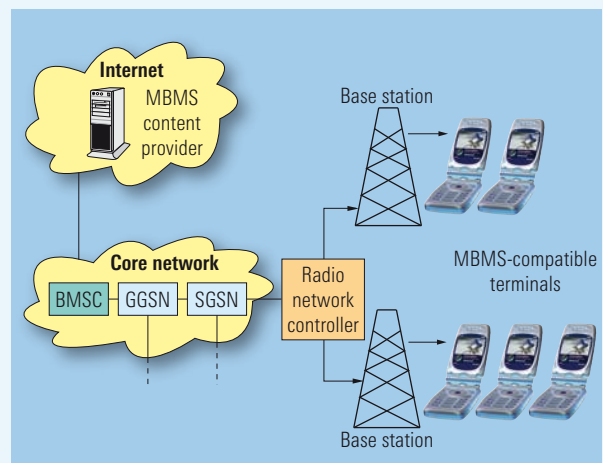 Internet
MBMS
content
provider
Base station
Core network
BMSC
GGSN
SGSN
Radio
network
controller
MBMS-compatible
terminals
Base station